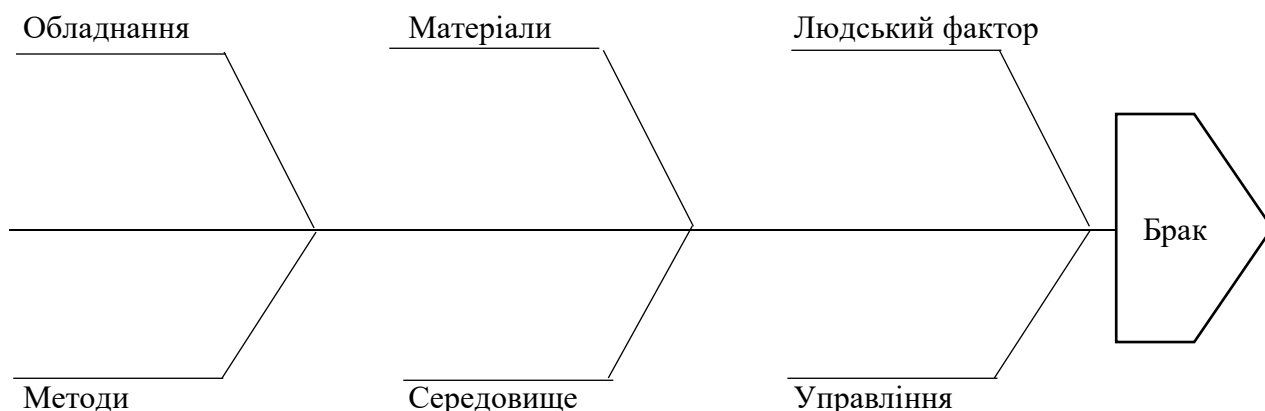 Обладнання
Матеріали
Людський фактор
Брак
Методи
Середовище
Управління